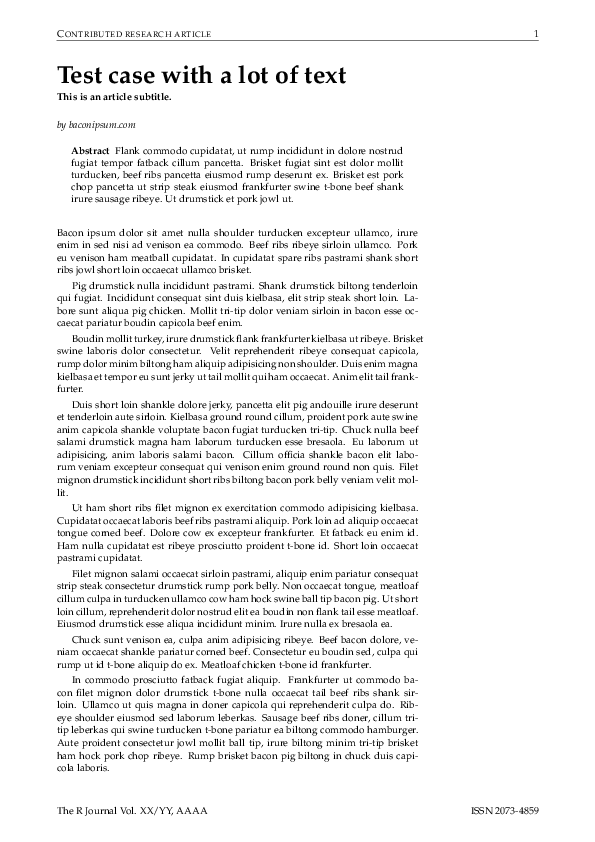 CONTRIBUTED RESEARCH ARTICLE 1
Test case with a lot of text
This is an article subtitle.
by baconipsum.com
Abstract Flank commodo cupidatat, ut rump incididunt in dolore nostrud
fugiat tempor fatback cillum pancetta. Brisket fugiat sint est dolor mollit
turducken, beef ribs pancetta eiusmod rump deserunt ex. Brisket est pork
chop pancetta ut strip steak eiusmod frankfurter swine t-bone beef shank
irure sausage ribeye. Ut drumstick et pork jowl ut.
Bacon ipsum dolor sit amet nulla shoulder turducken excepteur ullamco, irure
enim in sed nisi ad venison ea commodo. Beef ribs ribeye sirloin ullamco. Pork
eu venison ham meatball cupidatat. In cupidatat spare ribs pastrami shank short
ribs jowl short loin occaecat ullamco brisket.
Pig drumstick nulla incididunt pastrami. Shank drumstick biltong tenderloin
qui fugiat. Incididunt consequat sint duis kielbasa, elit strip steak short loin. La-
bore sunt aliqua pig chicken. Mollit tri-tip dolor veniam sirloin in bacon esse oc-
caecat pariatur boudin capicola beef enim.
Boudin mollit turkey, irure drumstick flank frankfurter kielbasa ut ribeye. Brisket
swine laboris dolor consectetur. Velit reprehenderit ribeye consequat capicola,
rump dolor minim biltong ham aliquip adipisicing non shoulder. Duis enim magna
kielbasa et tempor eu sunt jerky ut tail mollit qui ham occaecat. Anim elit tail frank-
furter.
Duis short loin shankle dolore jerky, pancetta elit pig andouille irure deserunt
et tenderloin aute sirloin. Kielbasa ground round cillum, proident pork aute swine
anim capicola shankle voluptate bacon fugiat turducken tri-tip. Chuck nulla beef
salami drumstick magna ham laborum turducken esse bresaola. Eu laborum ut
adipisicing, anim laboris salami bacon. Cillum officia shankle bacon elit labo-
rum veniam excepteur consequat qui venison enim ground round non quis. Filet
mignon drumstick incididunt short ribs biltong bacon pork belly veniam velit mol-
lit.
Ut ham short ribs filet mignon ex exercitation commodo adipisicing kielbasa.
Cupidatat occaecat laboris beef ribs pastrami aliquip. Pork loin ad aliquip occaecat
tongue corned beef. Dolore cow ex excepteur frankfurter. Et fatback eu enim id.
Ham nulla cupidatat est ribeye prosciutto proident t-bone id. Short loin occaecat
pastrami cupidatat.
Filet mignon salami occaecat sirloin pastrami, aliquip enim pariatur consequat
strip steak consectetur drumstick rump pork belly. Non occaecat tongue, meatloaf
cillum culpa in turducken ullamco cow ham hock swine ball tip bacon pig. Ut short
loin cillum, reprehenderit dolor nostrud elit ea boudin non flank tail esse meatloaf.
Eiusmod drumstick esse aliqua incididunt minim. Irure nulla ex bresaola ea.
Chuck sunt venison ea, culpa anim adipisicing ribeye. Beef bacon dolore, ve-
niam occaecat shankle pariatur corned beef. Consectetur eu boudin sed, culpa qui
rump ut id t-bone aliquip do ex. Meatloaf chicken t-bone id frankfurter.
In commodo prosciutto fatback fugiat aliquip. Frankfurter ut commodo ba-
con filet mignon dolor drumstick t-bone nulla occaecat tail beef ribs shank sir-
loin. Ullamco ut quis magna in doner capicola qui reprehenderit culpa do. Rib-
eye shoulder eiusmod sed laborum leberkas. Sausage beef ribs doner, cillum tri-
tip leberkas qui swine turducken t-bone pariatur ea biltong commodo hamburger.
Aute proident consectetur jowl mollit ball tip, irure biltong minim tri-tip brisket
ham hock pork chop ribeye. Rump brisket bacon pig biltong in chuck duis capi-
cola laboris.
The R Journal Vol. XX/YY, AAAA ISSN 2073-4859